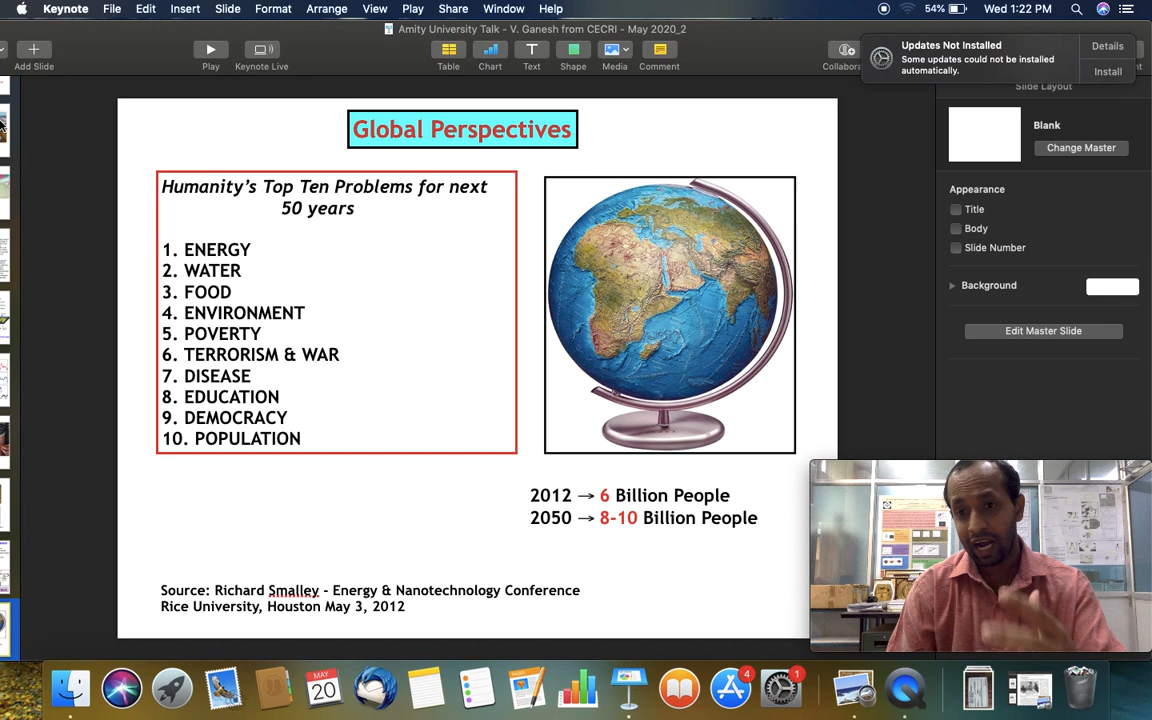 Keynote File Edit Insert Slide Format Arrange View Play Share Window Help 54% Wed 1:22 PM
Amity University Talk - V. Ganesh from CECRI - May 2020_2
Add Slide Play Keynote Live Table Chart Text Shape Media Comment Collabora
Updates Not Installed
Some updates could not be installed
automatically.
Details
Install
Slide Layout
Blank
Change Master
Appearance
Title
Body
Slide Number
Background
Edit Master Slide
Global Perspectives
Humanity's Top Ten Problems for next
50 years
1. ENERGY
2. WATER
3. FOOD
4. ENVIRONMENT
5. POVERTY
6. TERRORISM & WAR
7. DISEASE
8. EDUCATION
9. DEMOCRACY
10. POPULATION
2012 → 6 Billion People
2050 → 8-10 Billion People
Source: Richard Smalley - Energy & Nanotechnology Conference
Rice University, Houston May 3, 2012
MAY
20
4
1